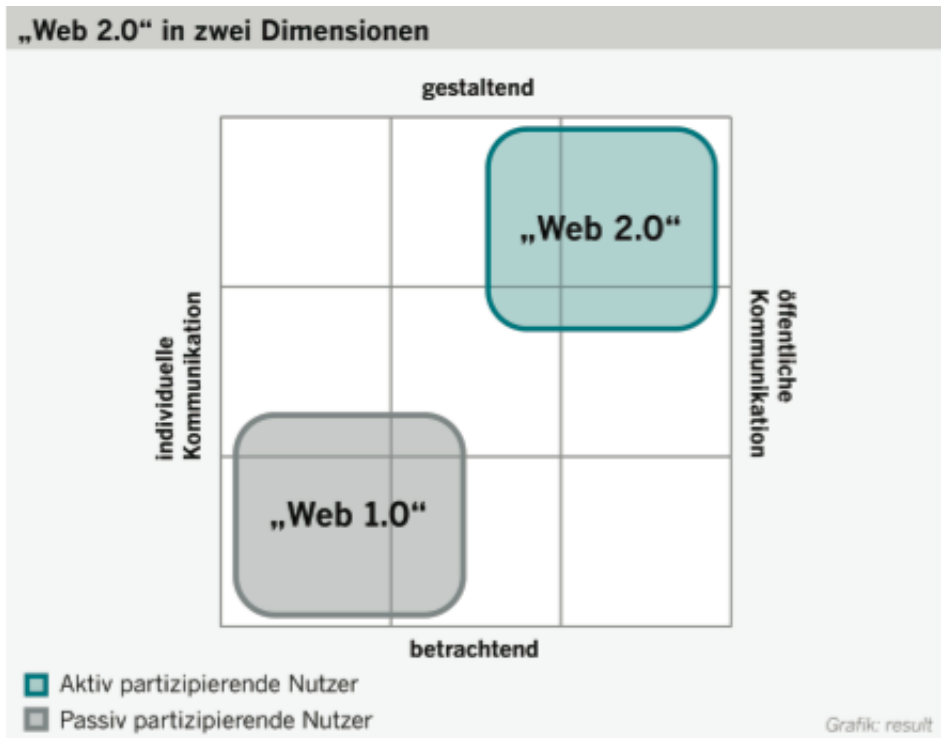 „Web 2.0“ in zwei Dimensionen
gestaltend
„Web 2.0“
individuelle
Kommunikation
öffentliche
Kommunikation
„Web 1.0“
betrachtend
Aktiv partizipierende Nutzer
Passiv partizipierende Nutzer
Grafik: result